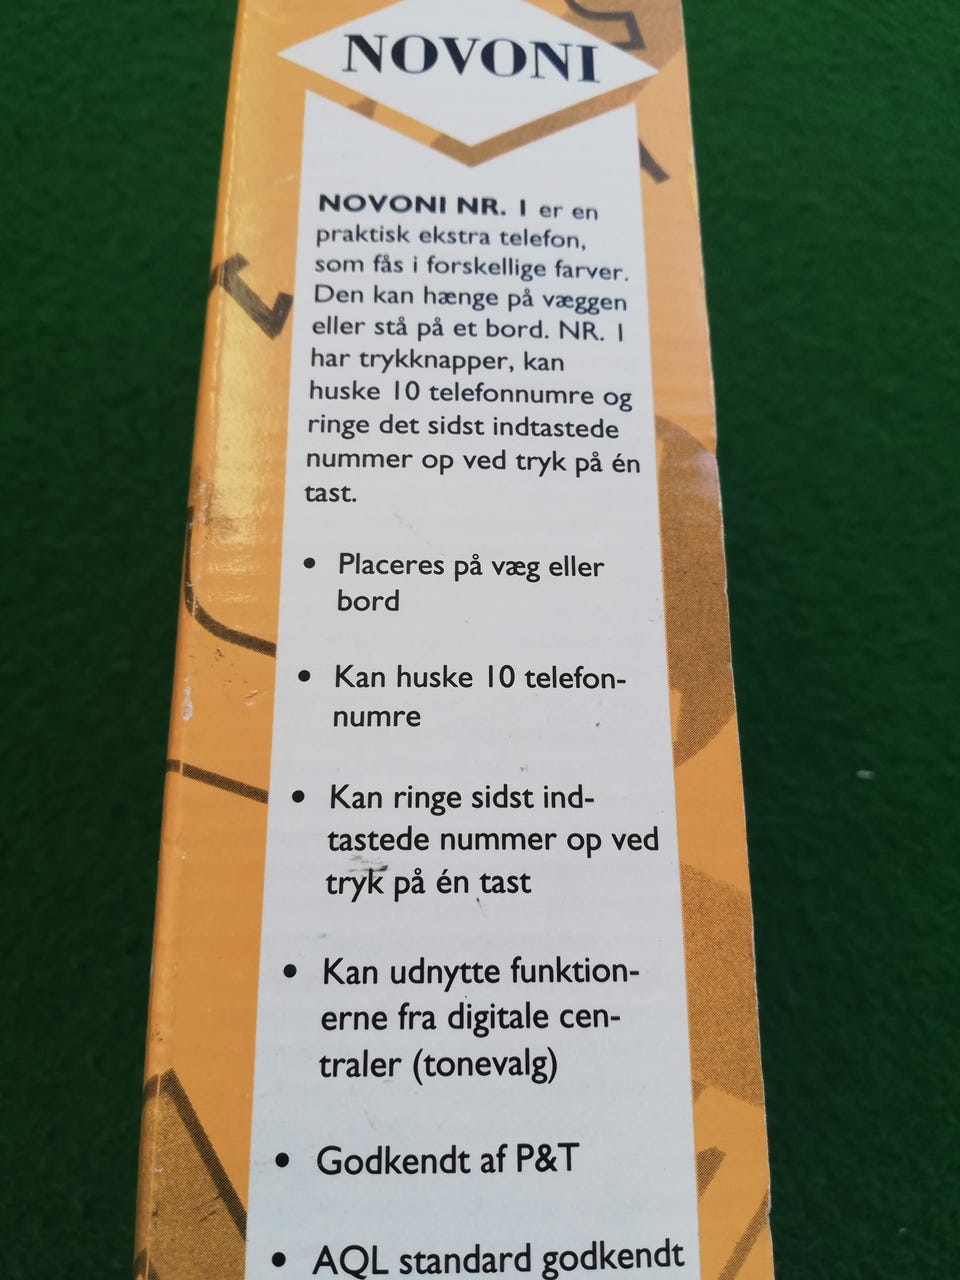 NOVONI
NOVONI NR. 1 er en
praktisk ekstra telefon,
som fås i forskellige farver.
Den kan hænge på væggen
eller stå på et bord. NR. 1
har trykknapper, kan
huske 10 telefonnumre og
ringe det sidst indtastede
nummer op ved tryk på én
tast.
• Placeres på væg eller
bord
• Kan huske 10 telefon-
numre
• Kan ringe sidst ind-
tastede nummer op ved
tryk på én tast
• Kan udnytte funktion-
erne fra digitale cen-
traler (tonevalg)
• Godkendt af P&T
• AQL standard godkendt